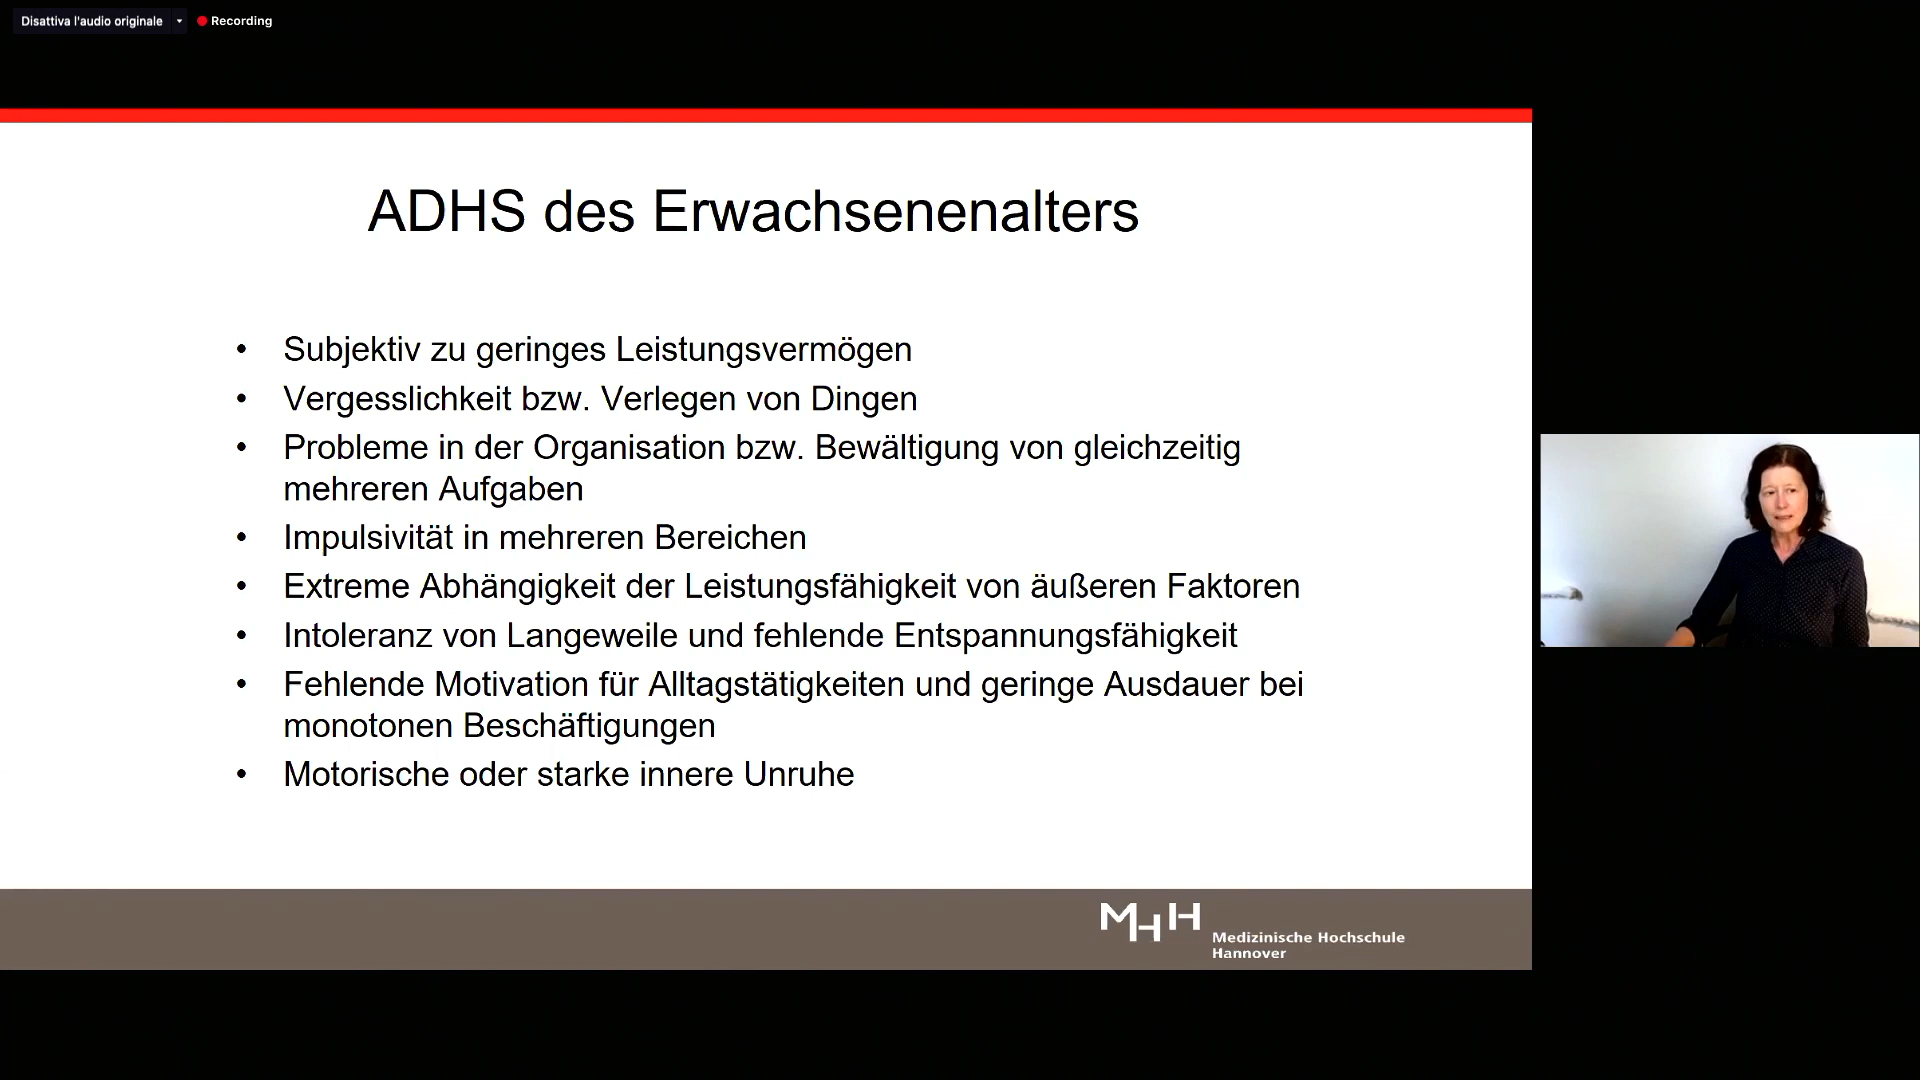 Disattiva l'audio originale
Recording
ADHS des Erwachsenenalters
• Subjektiv zu geringes Leistungsvermögen
• Vergesslichkeit bzw. Verlegen von Dingen
• Probleme in der Organisation bzw. Bewältigung von gleichzeitig
mehreren Aufgaben
• Impulsivität in mehreren Bereichen
• Extreme Abhängigkeit der Leistungsfähigkeit von äußeren Faktoren
• Intoleranz von Langeweile und fehlende Entspannungsfähigkeit
• Fehlende Motivation für Alltagstätigkeiten und geringe Ausdauer bei
monotonen Beschäftigungen
• Motorische oder starke innere Unruhe
MHH
Medizinische Hochschule
Hannover